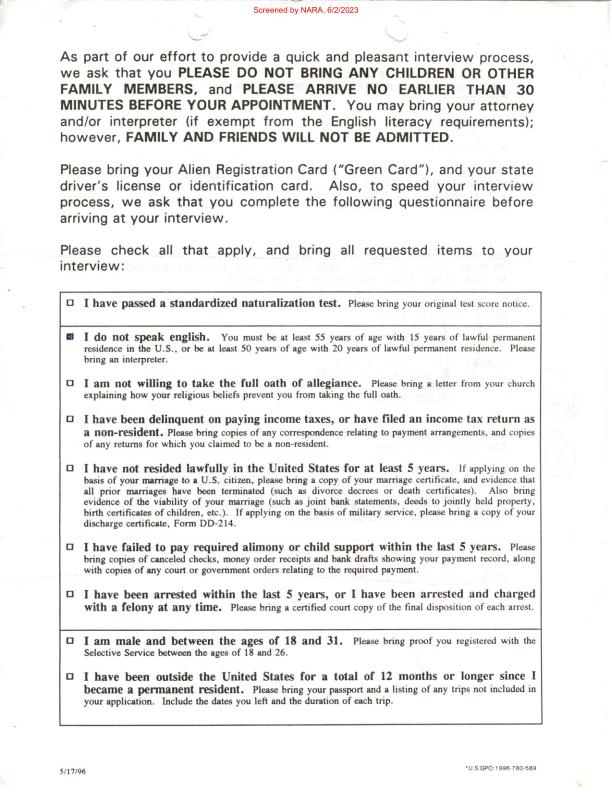 Screened by NARA, 6/2/2023
As part of our effort to provide a quick and pleasant interview process,
we ask that you PLEASE DO NOT BRING ANY CHILDREN OR OTHER
FAMILY MEMBERS, and PLEASE ARRIVE NO EARLIER THAN 30
MINUTES BEFORE YOUR APPOINTMENT. You may bring your attorney
and/or interpreter (if exempt from the English literacy requirements);
however, FAMILY AND FRIENDS WILL NOT BE ADMITTED.
Please bring your Alien Registration Card ("Green Card"), and your state
driver's license or identification card. Also, to speed your interview
process, we ask that you complete the following questionnaire before
arriving at your interview.
Please check all that apply, and bring all requested items to your
interview:
I have passed a standardized naturalization test. Please bring your original test score notice.
I do not speak english. You must be at least 55 years of age with 15 years of lawful permanent
residence in the U.S., or be at least 50 years of age with 20 years of lawful permanent residence. Please
bring an interpreter.
I am not willing to take the full oath of allegiance. Please bring a letter from your church
explaining how your religious beliefs prevent you from taking the full oath.
I have been delinquent on paying income taxes, or have filed an income tax return as
a non-resident. Please bring copies of any correspondence relating to payment arrangements, and copies
of any returns for which you claimed to be a non-resident.
I have not resided lawfully in the United States for at least 5 years. If applying on the
basis of your marriage to a U.S. citizen, please bring a copy of your marriage certificate, and evidence that
all prior marriages have been terminated (such as divorce decrees or death certificates). Also bring
evidence of the viability of your marriage (such as joint bank statements, deeds to jointly held property,
birth certificates of children, etc.). If applying on the basis of military service, please bring a copy of your
discharge certificate, Form DD-214.
I have failed to pay required alimony or child support within the last 5 years. Please
bring copies of canceled checks, money order receipts and bank drafts showing your payment record, along
with copies of any court or government orders relating to the required payment.
I have been arrested within the last 5 years, or I have been arrested and charged
with a felony at any time. Please bring a certified court copy of the final disposition of each arrest.
I am male and between the ages of 18 and 31. Please bring proof you registered with the
Selective Service between the ages of 18 and 26.
I have been outside the United States for a total of 12 months or longer since I
became a permanent resident. Please bring your passport and a listing of any trips not included in
your application. Include the dates you left and the duration of each trip.
5/17/96
*U.S.GPO:1996-780-589